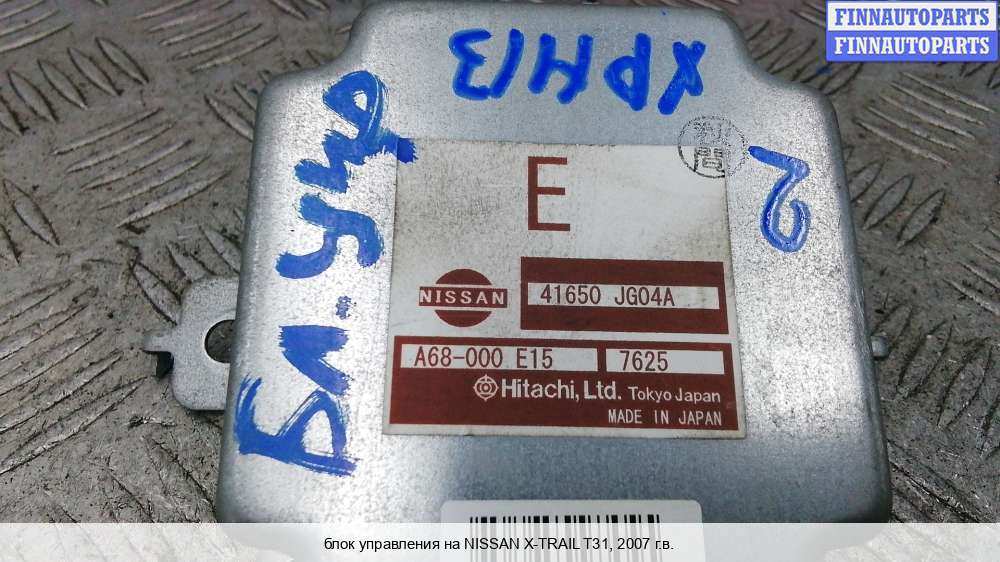 FINNAUTOPARTS
FINNAUTOPARTS
E
NISSAN
41650 JG04A
A68-000 E15
7625
Hitachi, Ltd. Tokyo Japan
MADE IN JAPAN
2
блок управления на NISSAN X-TRAIL T31, 2007 г.в.